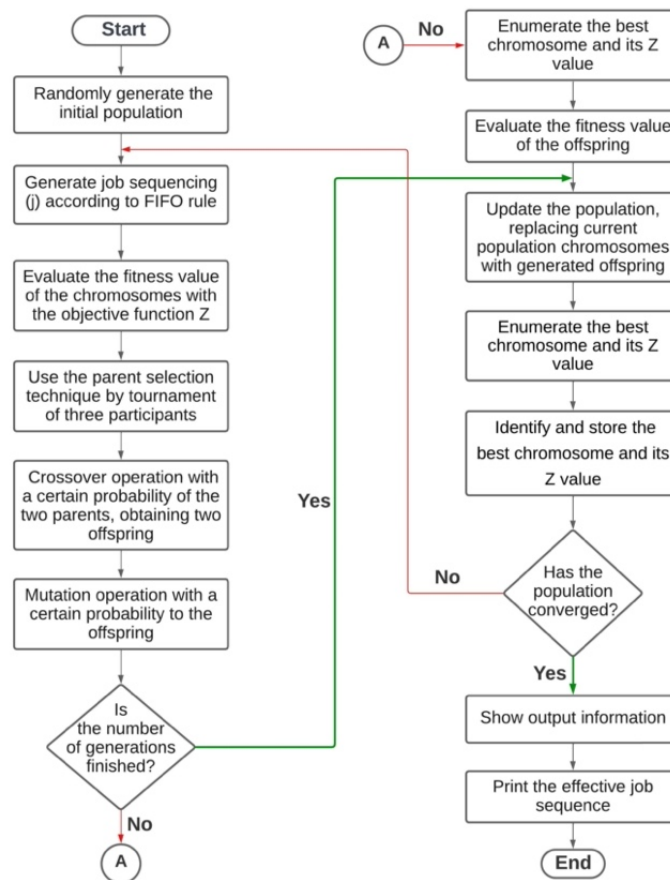 Start
Randomly generate the
initial population
Generate job sequencing
(j) according to FIFO rule
Evaluate the fitness value
of the chromosomes with
the objective function Z
Use the parent selection
technique by tournament
of three participants
Crossover operation with
a certain probability of the
two parents, obtaining two
offspring
Mutation operation with a
certain probability to the
offspring
Is
the number
of generations
finished?
No
A
Yes
A
No
Enumerate the best
chromosome and its Z
value
Evaluate the fitness value
of the offspring
Update the population,
replacing current
population chromosomes
with generated offspring
Enumerate the best
chromosome and its Z
value
Identify and store the
best chromosome and its
Z value
Has the
population
converged?
No
Yes
Show output information
Print the effective job
sequence
End